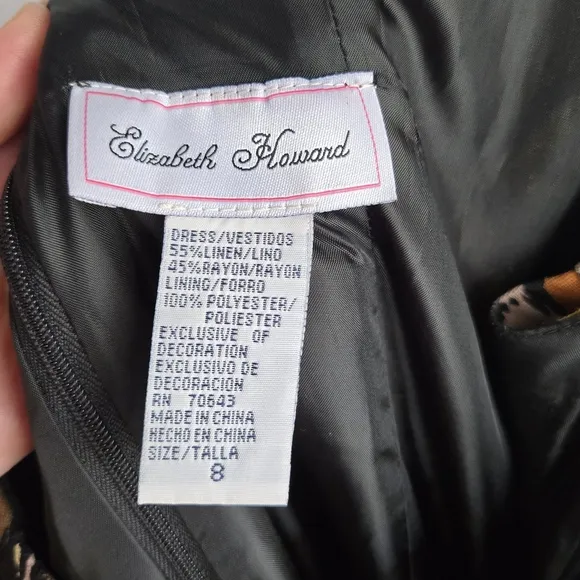 Elizabeth Howard
DRESS/VESTIDOS
55%LINEN/LINO
45%RAYON/RAYON
LINING/FORRO
100% POLYESTER/
POLIESTER
EXCLUSIVE OF
DECORATION
EXCLUSIVO DE
DECORACION
RN 70643
MADE IN CHINA
HECHO EN CHINA
SIZE/TALLA
8